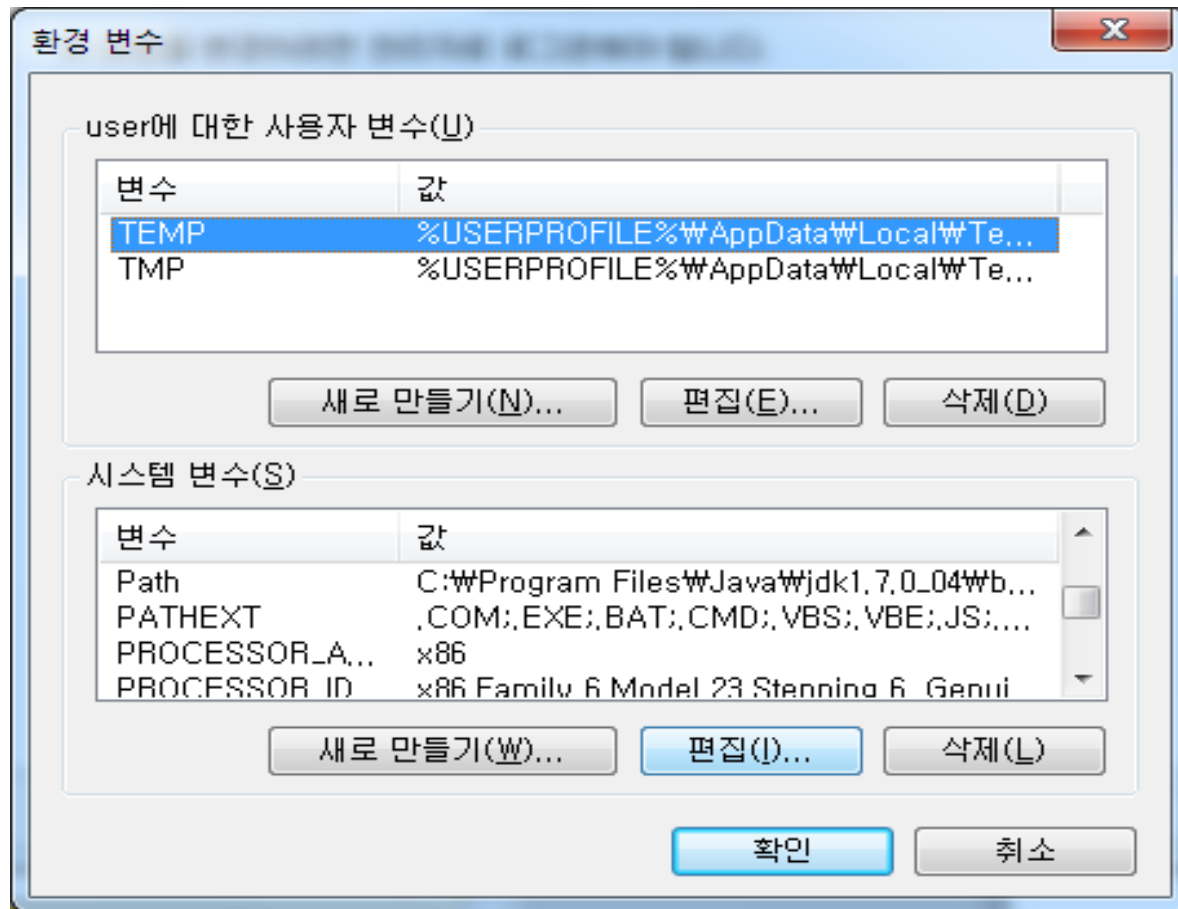 환경 변수
user에 대한 사용자 변수(U)
변수 값
TEMP %USERPROFILE%₩AppData₩Local₩Te...
TMP %USERPROFILE%₩AppData₩Local₩Te...
새로 만들기(N)... 편집(E)... 삭제(D)
시스템 변수(S)
변수 값
Path C:₩Program Files₩Java₩jdk1.7.0_04₩b...
PATHEXT .COM;.EXE;.BAT;.CMD;.VBS;.VBE;.JS;....
PROCESSOR_A... x86
PROCESSOR_ID... x86 Family 6 Model 23 Stepping 6, Genui...
새로 만들기(W)... 편집(I)... 삭제(L)
확인 취소